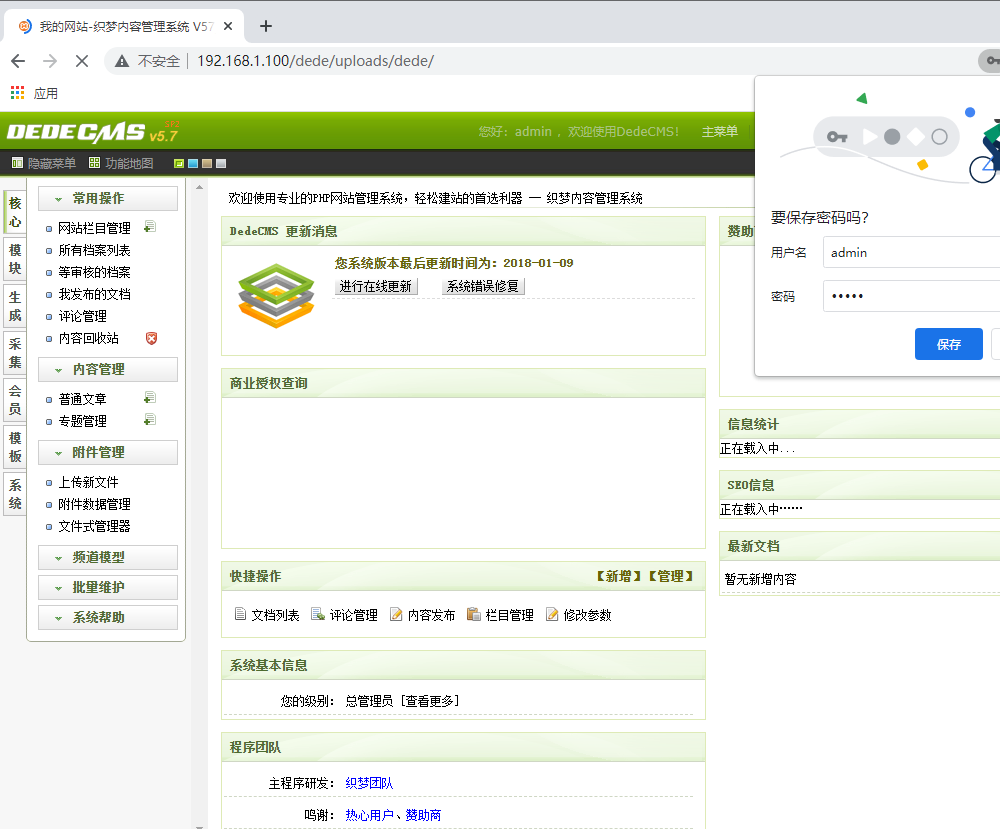 我的网站-织梦内容管理系统 V57
不安全 192.168.1.100/dede/uploads/dede/
应用
DEDECMS v5.7 您好：admin ，欢迎使用DedeCMS！ 主菜单
隐藏菜单 功能地图
核心
模块
生成
采集
会员
模板
系统
常用操作
网站栏目管理
所有档案列表
等审核的档案
我发布的文档
评论管理
内容回收站
内容管理
普通文章
专题管理
附件管理
上传新文件
附件数据管理
文件式管理器
频道模型
批量维护
系统帮助
欢迎使用专业的PHP网站管理系统，轻松建站的首选利器 — 织梦内容管理系统
DedeCMS 更新消息
您系统版本最后更新时间为：2018-01-09
进行在线更新 系统错误修复
商业授权查询
快捷操作 【新增】【管理】
文档列表 评论管理 内容发布 栏目管理 修改参数
系统基本信息
您的级别： 总管理员 [查看更多]
程序团队
主程序研发： 织梦团队
鸣谢： 热心用户、赞助商
赞助
要保存密码吗？
用户名 admin
密码 •••••
保存
信息统计
正在载入中...
SEO信息
正在载入中……
最新文档
暂无新增内容